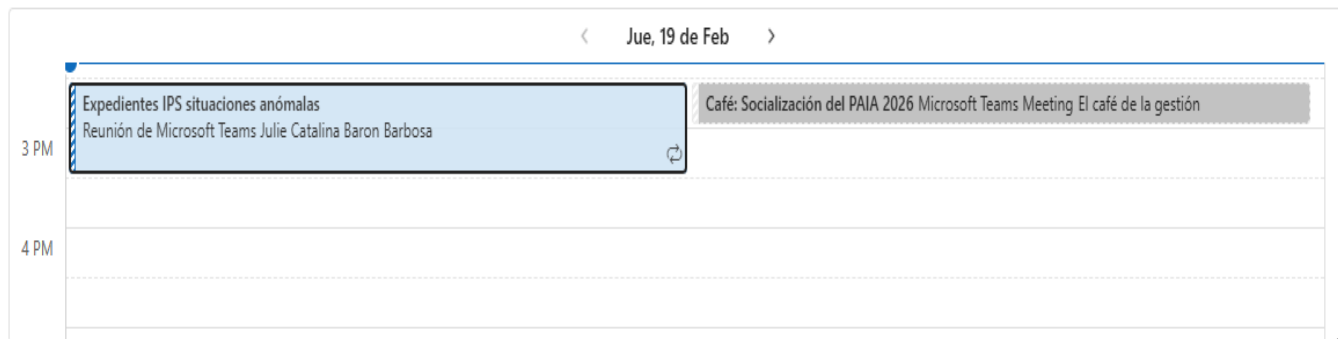 Jue, 19 de Feb
Expedientes IPS situaciones anómalas
Reunión de Microsoft Teams Julie Catalina Baron Barbosa
Café: Socialización del PAIA 2026 Microsoft Teams Meeting El café de la gestión
3 PM
4 PM